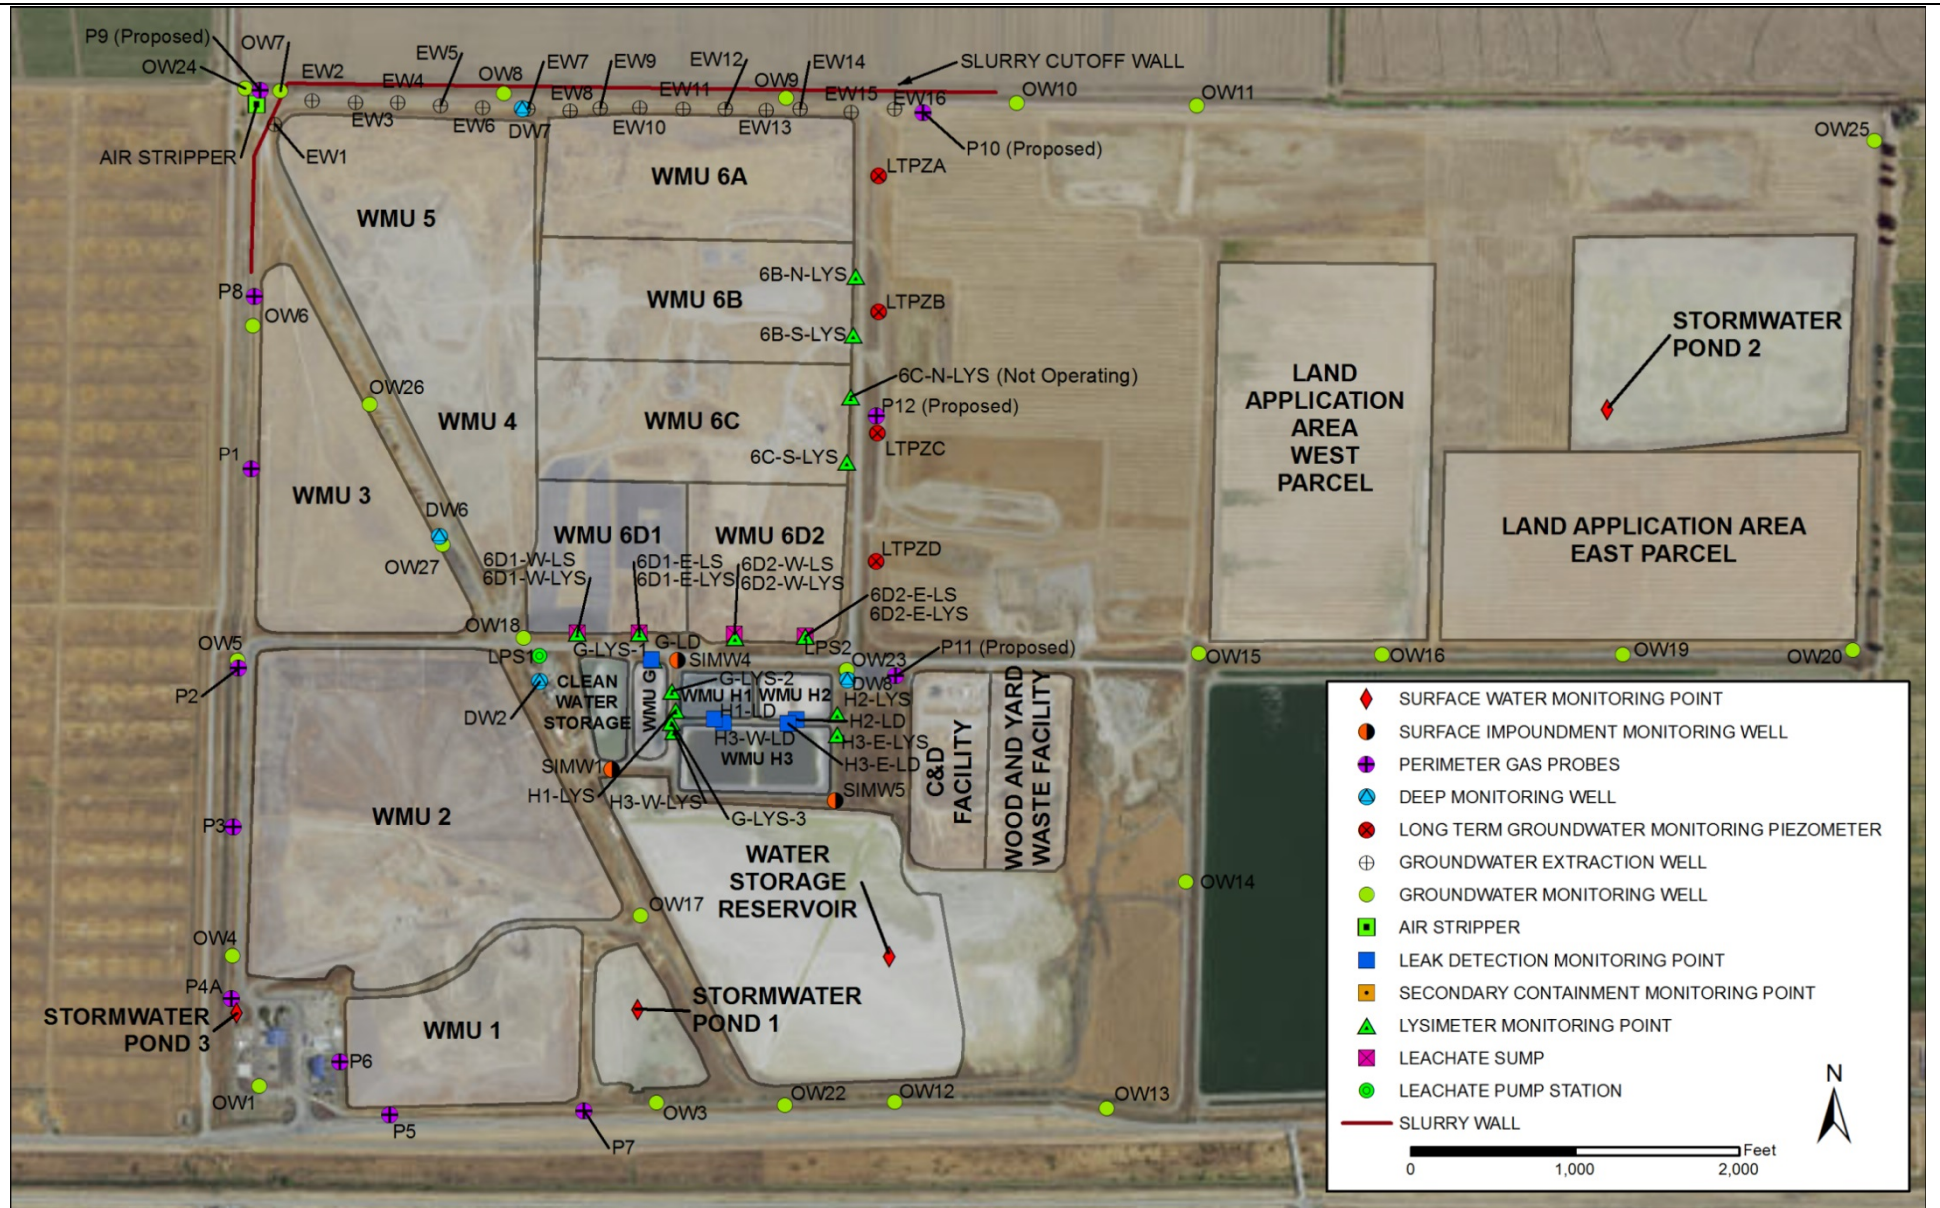 P9 (Proposed)
OW7
OW24
EW2
EW4
EW5
OW8
EW7
EW9
EW12
OW9
EW14
SLURRY CUTOFF WALL
EW3
EW6
DW7
EW8
EW10
EW11
EW13
EW15
EW16
OW10
OW11
OW25
AIR STRIPPER
EW1
P10 (Proposed)
LTPZA
WMU 6A
WMU 5
6B-N-LYS
P8
OW6
WMU 6B
LTPZB
6B-S-LYS
STORMWATER
POND 2
6C-N-LYS (Not Operating)
OW26
P12 (Proposed)
WMU 4
WMU 6C
LTPZC
6C-S-LYS
LAND
APPLICATION
AREA
WEST
PARCEL
P1
WMU 3
DW6
OW27
WMU 6D1
WMU 6D2
LTPZD
LAND APPLICATION AREA
EAST PARCEL
6D1-W-LS
6D1-W-LYS
6D1-E-LS
6D1-E-LYS
6D2-W-LS
6D2-W-LYS
6D2-E-LS
6D2-E-LYS
OW18
G-LYS-1
G-LD
LPS2
P11 (Proposed)
OW5
LPS1
SIMW4
OW23
OW15
OW16
OW19
OW20
P2
DW2
CLEAN
WATER
STORAGE
WMU G
G-LYS-2
WMU H1
WMU H2
DW8
H2-LYS
H1-LD
H2-LD
H3-W-LD
H3-E-LYS
WMU H3
H3-E-LD
SIMW1
H1-LYS
H3-W-LYS
SIMW5
G-LYS-3
C&D
FACILITY
WOOD AND YARD
WASTE FACILITY
P3
WMU 2
WATER
STORAGE
RESERVOIR
OW14
OW17
OW4
P4A
STORMWATER
POND 3
WMU 1
STORMWATER
POND 1
P6
OW1
P5
P7
OW3
OW22
OW12
OW13
SURFACE WATER MONITORING POINT
SURFACE IMPOUNDMENT MONITORING WELL
PERIMETER GAS PROBES
DEEP MONITORING WELL
LONG TERM GROUNDWATER MONITORING PIEZOMETER
GROUNDWATER EXTRACTION WELL
GROUNDWATER MONITORING WELL
AIR STRIPPER
LEAK DETECTION MONITORING POINT
SECONDARY CONTAINMENT MONITORING POINT
LYSIMETER MONITORING POINT
LEACHATE SUMP
LEACHATE PUMP STATION
SLURRY WALL
N
Feet
0
1,000
2,000